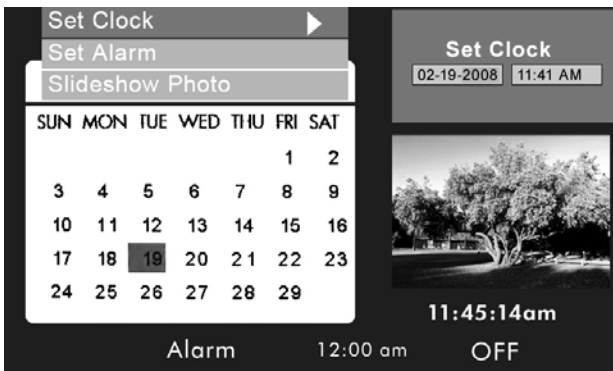 Set Clock
Set Alarm
Slideshow Photo
SUN MON TUE WED THU FRI SAT
1 2
3 4 5 6 7 8 9
10 11 12 13 14 15 16
17 18 19 20 21 22 23
24 25 26 27 28 29
Set Clock
02-19-2008 11:41 AM
11:45:14am
Alarm 12:00 am OFF